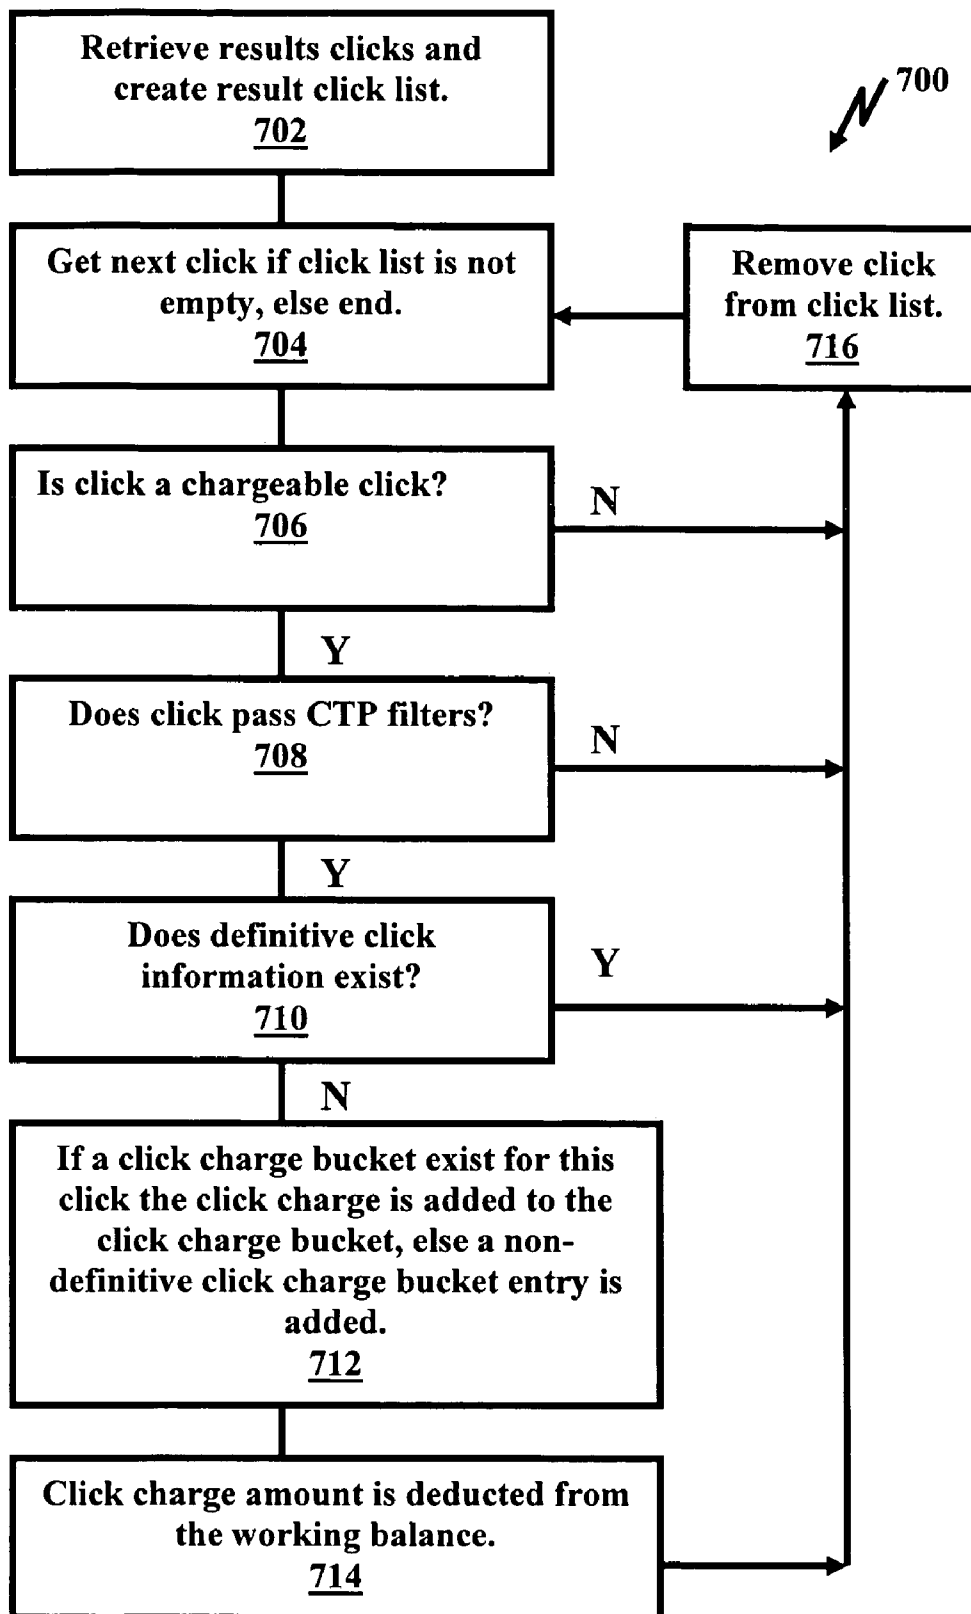 Retrieve results clicks and
create result click list.
702
700
Get next click if click list is not
empty, else end.
704
Remove click
from click list.
716
Is click a chargeable click?
706
N
Y
Does click pass CTP filters?
708
N
Y
Does definitive click
information exist?
710
Y
N
If a click charge bucket exist for this
click the click charge is added to the
click charge bucket, else a non-
definitive click charge bucket entry is
added.
712
Click charge amount is deducted from
the working balance.
714